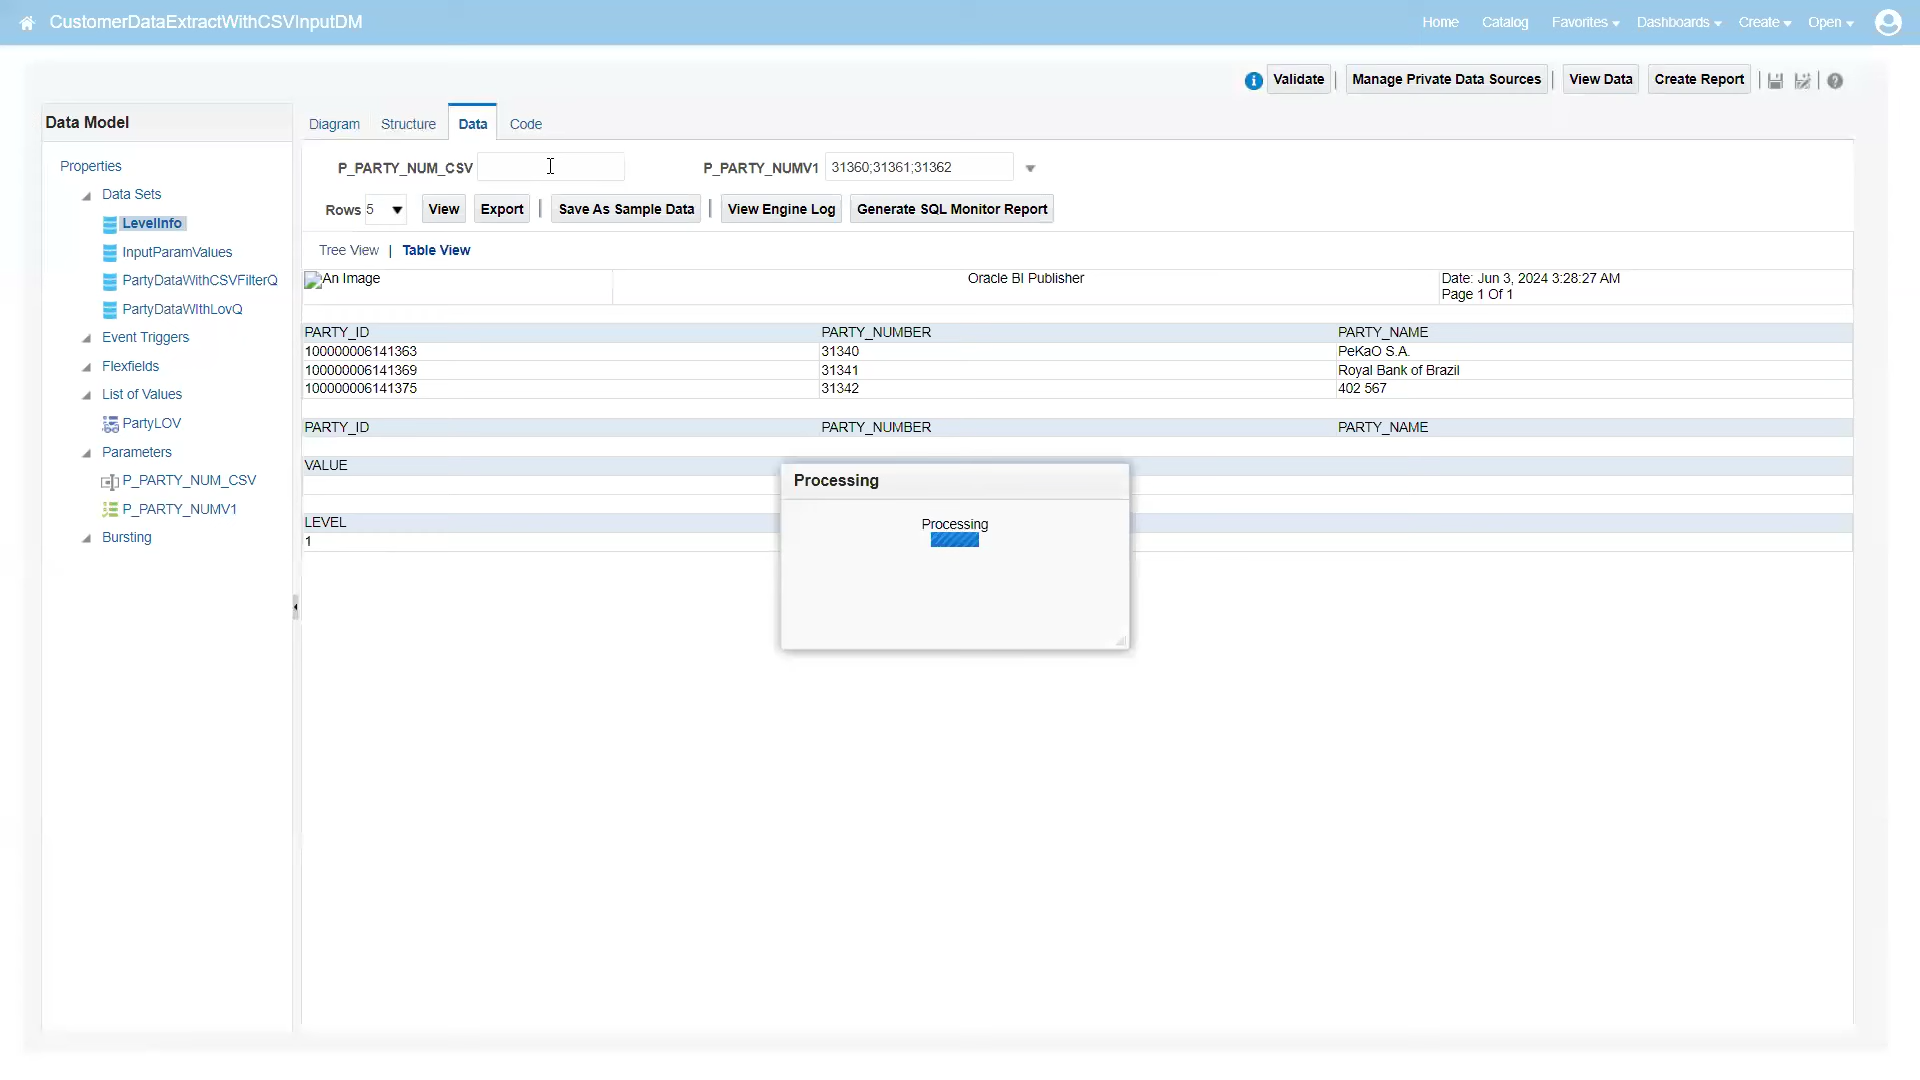 CustomerDataExtractWithCSVInputDM
Home Catalog Favorites Dashboards Create Open
Validate Manage Private Data Sources View Data Create Report
Data Model
Properties
Data Sets
LevelInfo
InputParamValues
PartyDataWithCSVFilterQ
PartyDataWIthLovQ
Event Triggers
Flexfields
List of Values
PartyLOV
Parameters
P_PARTY_NUM_CSV
P_PARTY_NUMV1
Bursting
Diagram Structure Data Code
P_PARTY_NUM_CSV P_PARTY_NUMV1 31360;31361;31362
Rows 5 View Export | Save As Sample Data | View Engine Log Generate SQL Monitor Report
Tree View | Table View
An Image Oracle BI Publisher Date: Jun 3, 2024 3:28:27 AM
Page 1 Of 1
PARTY_ID PARTY_NUMBER PARTY_NAME
100000006141363 31340 PeKaO S.A.
100000006141369 31341 Royal Bank of Brazil
100000006141375 31342 402 567
PARTY_ID PARTY_NUMBER PARTY_NAME
VALUE
LEVEL
1
Processing
Processing